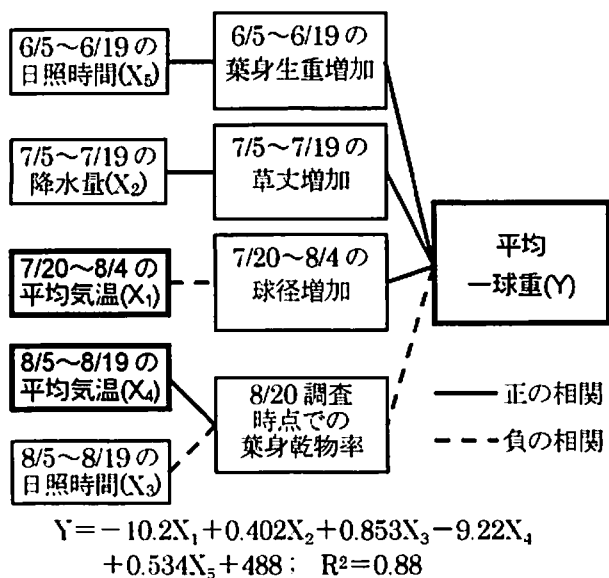 6/5～6/19の
日照時間(X₅)
6/5～6/19の
葉身生重増加
7/5～7/19の
降水量(X₂)
7/5～7/19の
草丈増加
7/20～8/4の
平均気温(X₁)
7/20～8/4の
球径増加
平均
一球重(Y)
8/5～8/19の
平均気温(X₄)
8/5～8/19の
日照時間(X₃)
8/20 調査
時点での
葉身乾物率
正の相関
負の相関
Y=−10.2X₁+0.402X₂+0.853X₃−9.22X₄
+0.534X₅+488； R²=0.88